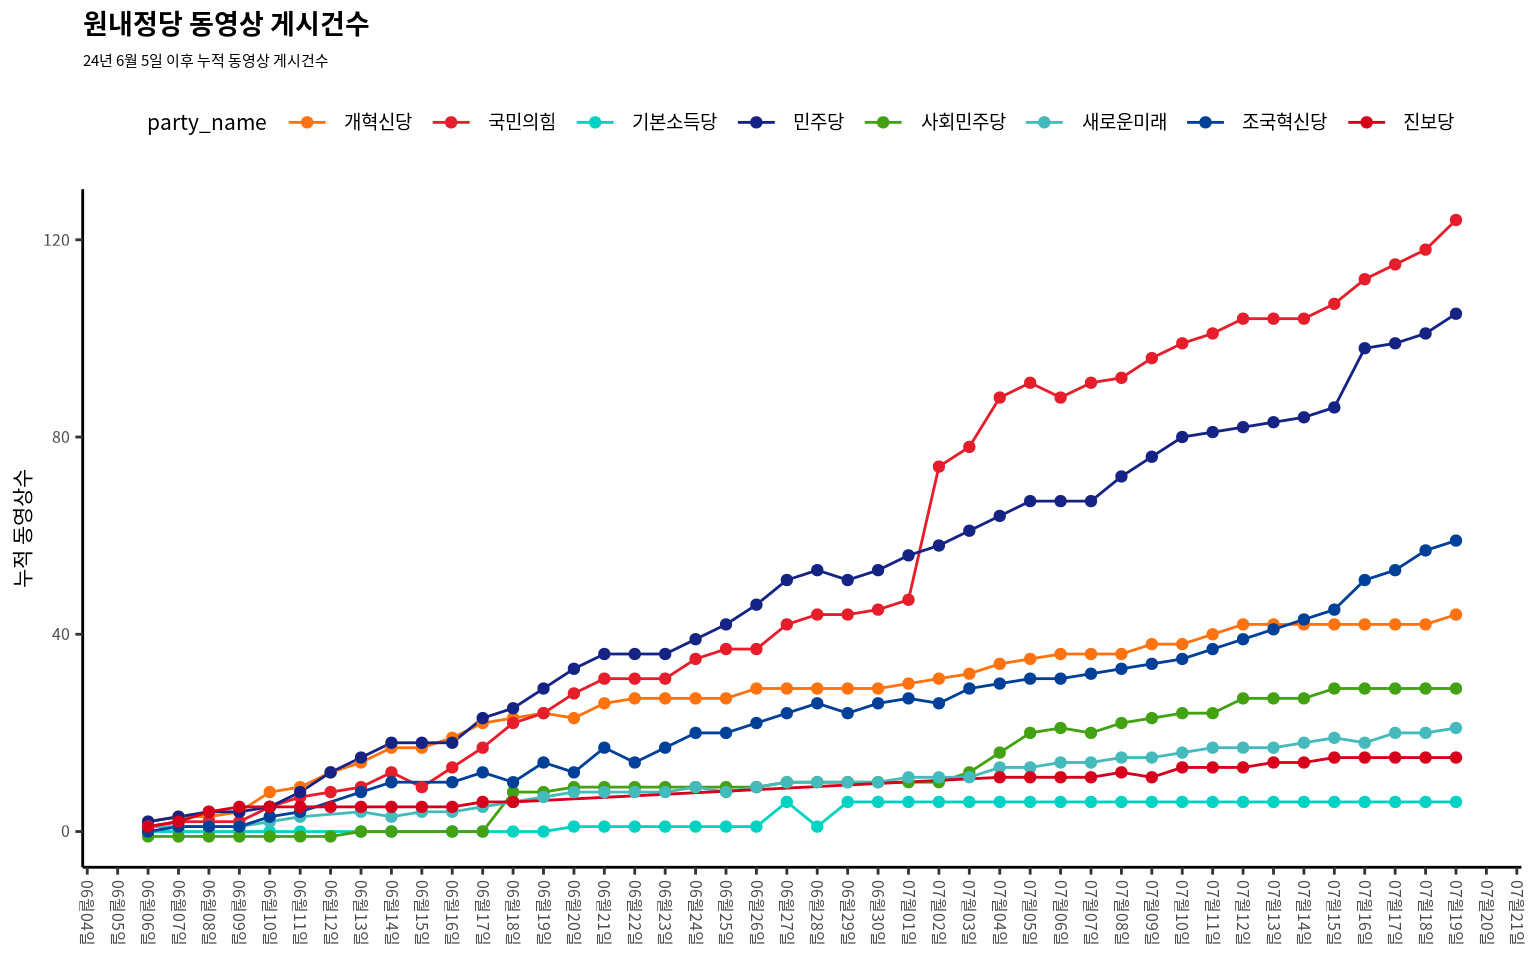 원내정당 동영상 게시건수
24년 6월 5일 이후 누적 동영상 게시건수
party_name 개혁신당 국민의힘 기본소득당 민주당 사회민주당 새로운미래 조국혁신당 진보당
누적 동영상수
120
80
40
0
06월04일
06월05일
06월06일
06월07일
06월08일
06월09일
06월10일
06월11일
06월12일
06월13일
06월14일
06월15일
06월16일
06월17일
06월18일
06월19일
06월20일
06월21일
06월22일
06월23일
06월24일
06월25일
06월26일
06월27일
06월28일
06월29일
06월30일
07월01일
07월02일
07월03일
07월04일
07월05일
07월06일
07월07일
07월08일
07월09일
07월10일
07월11일
07월12일
07월13일
07월14일
07월15일
07월16일
07월17일
07월18일
07월19일
07월20일
07월21일